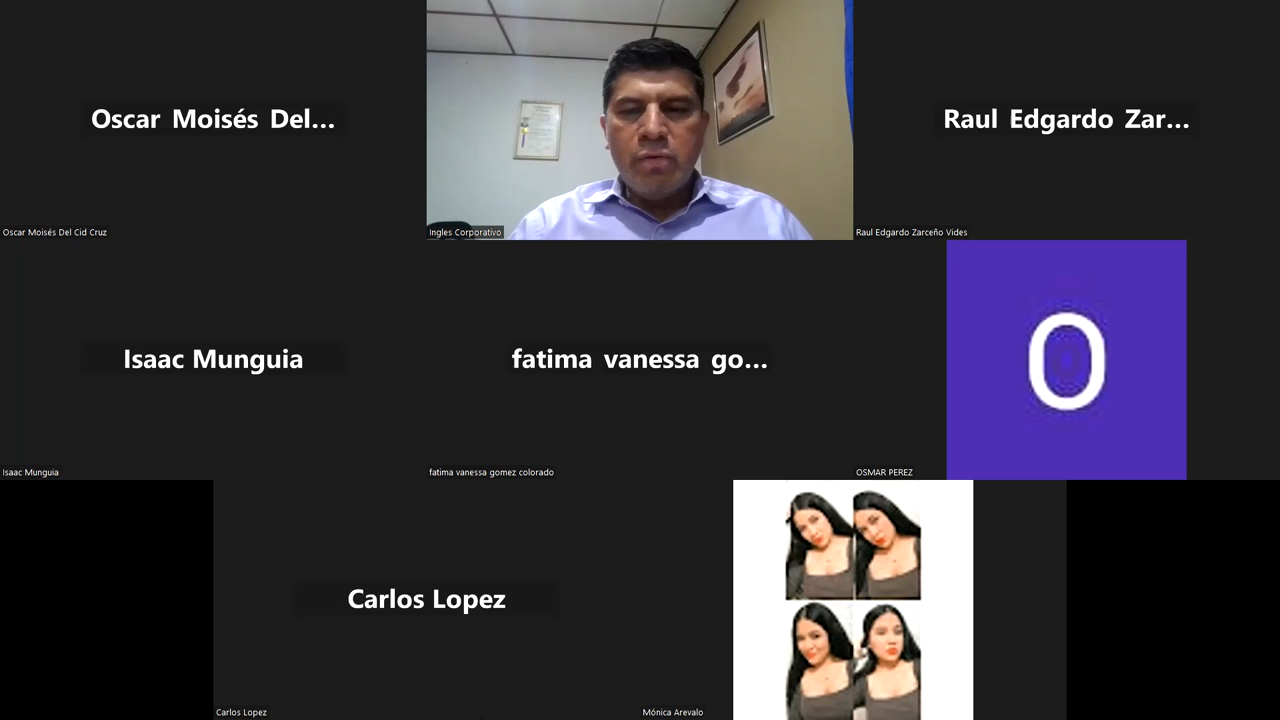 Oscar Moisés Del...
Oscar Moisés Del Cid Cruz
Ingles Corporativo
Raul Edgardo Zar...
Raul Edgardo Zarceño Vides
Isaac Munguia
Isaac Munguia
fatima vanessa go...
fatima vanessa gomez colorado
O
OSMAR PEREZ
Carlos Lopez
Carlos Lopez
Mónica Arevalo